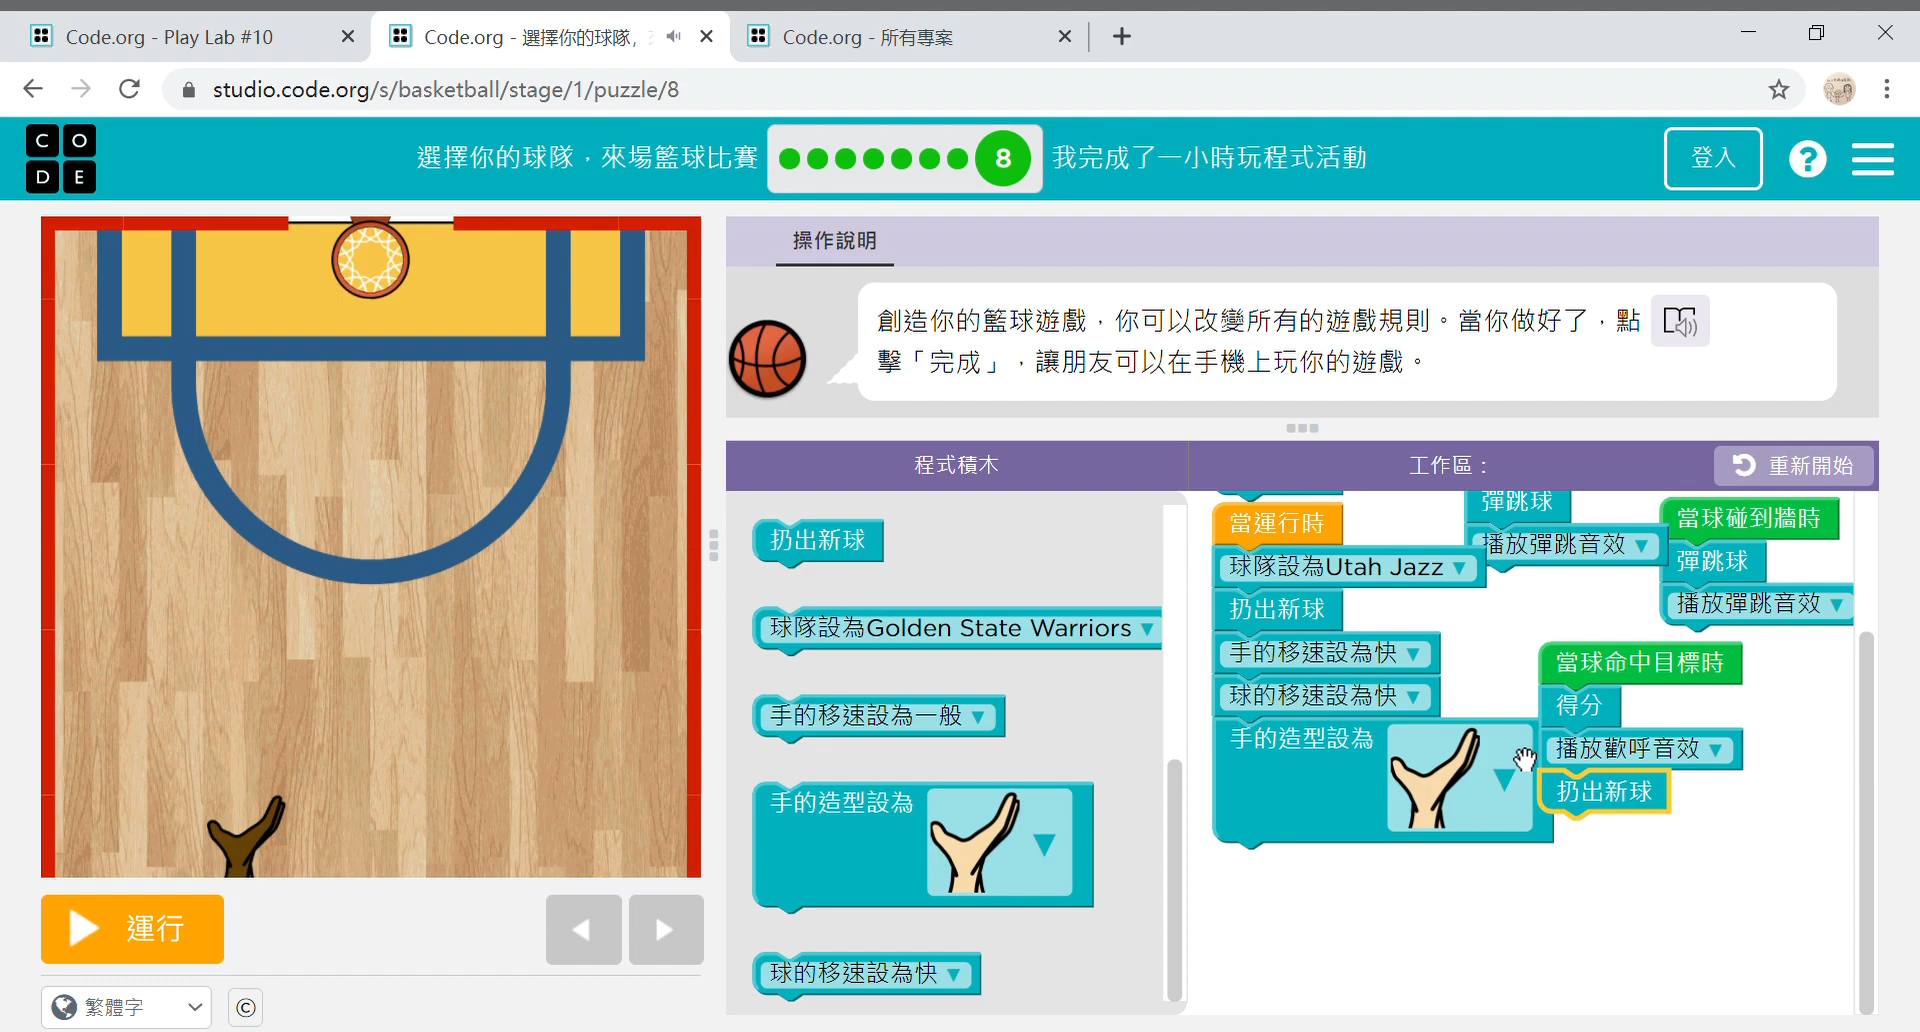 Code.org - Play Lab #10
Code.org - 選擇你的球隊,
Code.org - 所有專案
studio.code.org/s/basketball/stage/1/puzzle/8
C O
D E
選擇你的球隊，來場籃球比賽
8
我完成了一小時玩程式活動
登入
?
操作說明
創造你的籃球遊戲，你可以改變所有的遊戲規則。當你做好了，點
擊「完成」，讓朋友可以在手機上玩你的遊戲。
程式積木
工作區：
重新開始
扔出新球
球隊設為Golden State Warriors
手的移速設為一般
手的造型設為
球的移速設為快
當運行時
球隊設為Utah Jazz
扔出新球
手的移速設為快
球的移速設為快
手的造型設為
彈跳球
播放彈跳音效
當球碰到牆時
彈跳球
播放彈跳音效
當球命中目標時
得分
播放歡呼音效
扔出新球
運行
繁體字
©